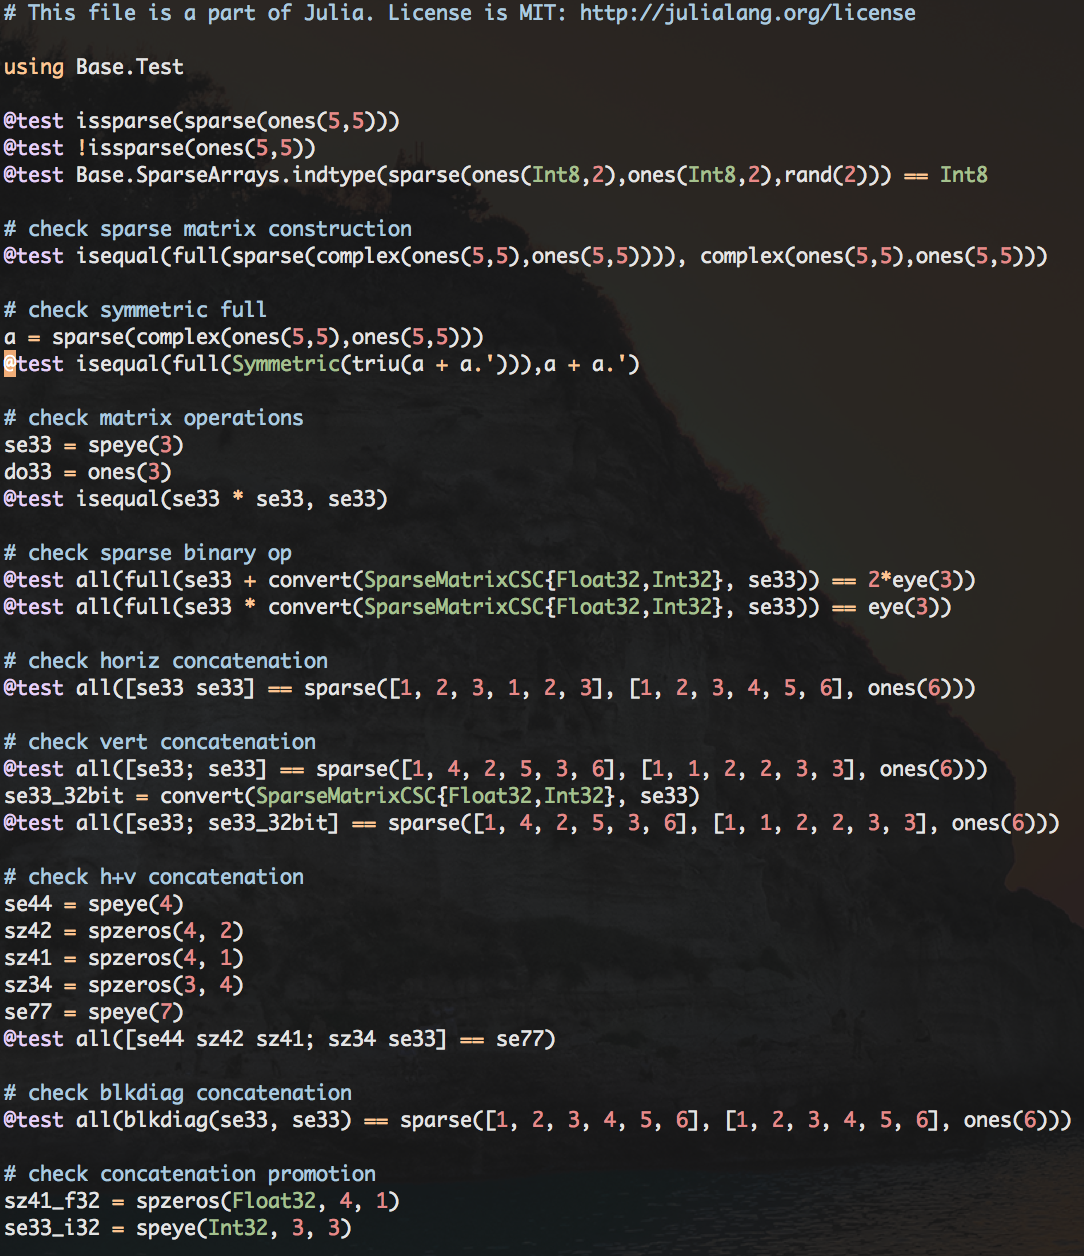 # This file is a part of Julia. License is MIT: http://julialang.org/license
using Base.Test
@test issparse(sparse(ones(5,5)))
@test !issparse(ones(5,5))
@test Base.SparseArrays.indtype(sparse(ones(Int8,2),ones(Int8,2),rand(2))) == Int8
# check sparse matrix construction
@test isequal(full(sparse(complex(ones(5,5),ones(5,5)))), complex(ones(5,5),ones(5,5)))
# check symmetric full
a = sparse(complex(ones(5,5),ones(5,5)))
@test isequal(full(Symmetric(triu(a + a.'))),a + a.')
# check matrix operations
se33 = speye(3)
do33 = ones(3)
@test isequal(se33 * se33, se33)
# check sparse binary op
@test all(full(se33 + convert(SparseMatrixCSC{Float32,Int32}, se33)) == 2*eye(3))
@test all(full(se33 * convert(SparseMatrixCSC{Float32,Int32}, se33)) == eye(3))
# check horiz concatenation
@test all([se33 se33] == sparse([1, 2, 3, 1, 2, 3], [1, 2, 3, 4, 5, 6], ones(6)))
# check vert concatenation
@test all([se33; se33] == sparse([1, 4, 2, 5, 3, 6], [1, 1, 2, 2, 3, 3], ones(6)))
se33_32bit = convert(SparseMatrixCSC{Float32,Int32}, se33)
@test all([se33; se33_32bit] == sparse([1, 4, 2, 5, 3, 6], [1, 1, 2, 2, 3, 3], ones(6)))
# check h+v concatenation
se44 = speye(4)
sz42 = spzeros(4, 2)
sz41 = spzeros(4, 1)
sz34 = spzeros(3, 4)
se77 = speye(7)
@test all([se44 sz42 sz41; sz34 se33] == se77)
# check blkdiag concatenation
@test all(blkdiag(se33, se33) == sparse([1, 2, 3, 4, 5, 6], [1, 2, 3, 4, 5, 6], ones(6)))
# check concatenation promotion
sz41_f32 = spzeros(Float32, 4, 1)
se33_i32 = speye(Int32, 3, 3)